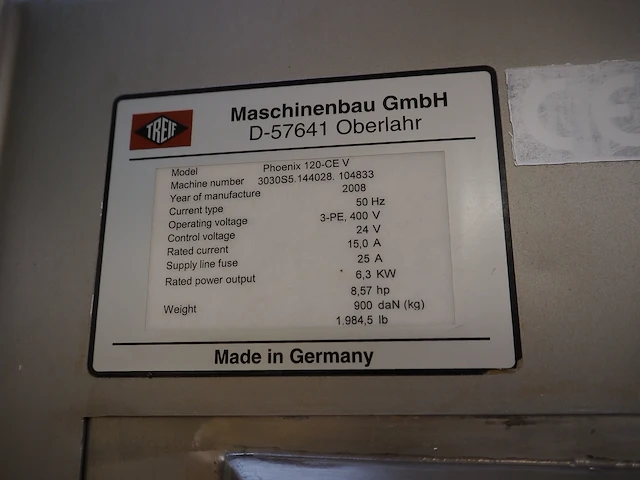 TREIF
Maschinenbau GmbH
D-57641 Oberlahr
Model Phoenix 120-CE V
Machine number 3030S5.144028. 104833
Year of manufacture 2008
Current type 50 Hz
Operating voltage 3-PE, 400 V
Control voltage 24 V
Rated current 15,0 A
Supply line fuse 25 A
Rated power output 6,3 KW
8,57 hp
Weight 900 daN (kg)
1.984,5 lb
Made in Germany
CE